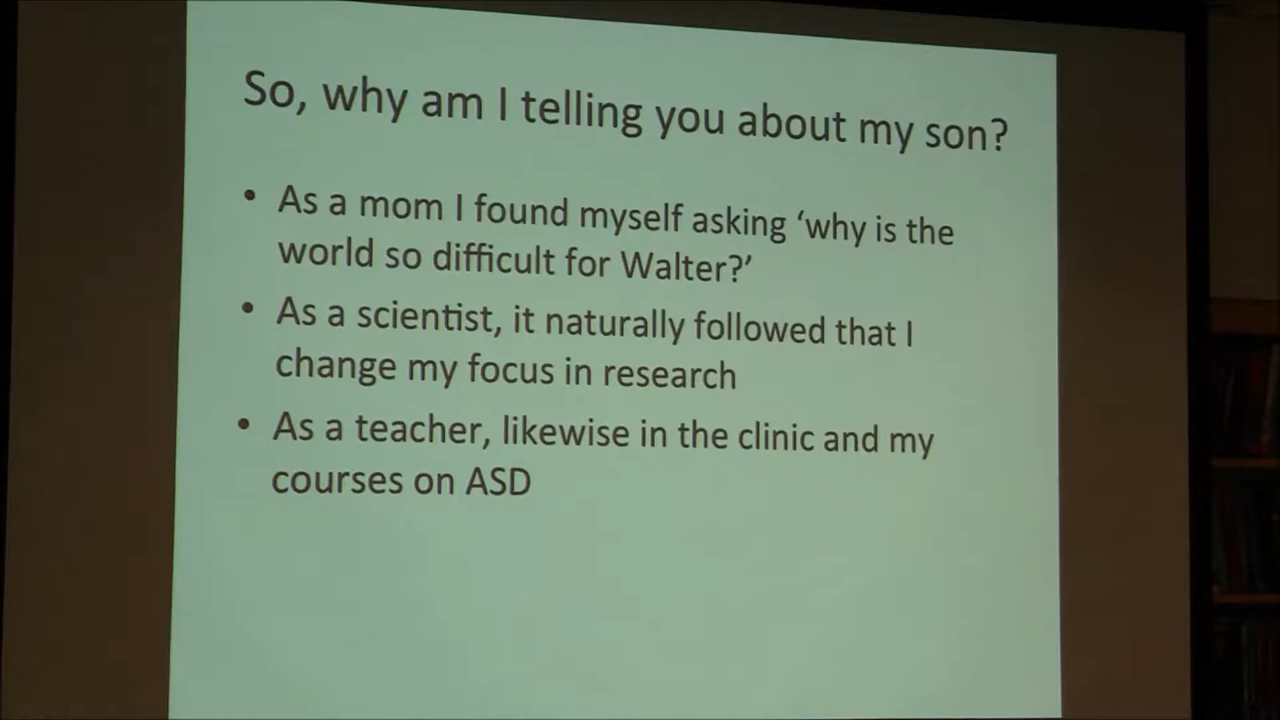 So, why am I telling you about my son?
• As a mom I found myself asking ‘why is the
world so difficult for Walter?’
• As a scientist, it naturally followed that I
change my focus in research
• As a teacher, likewise in the clinic and my
courses on ASD